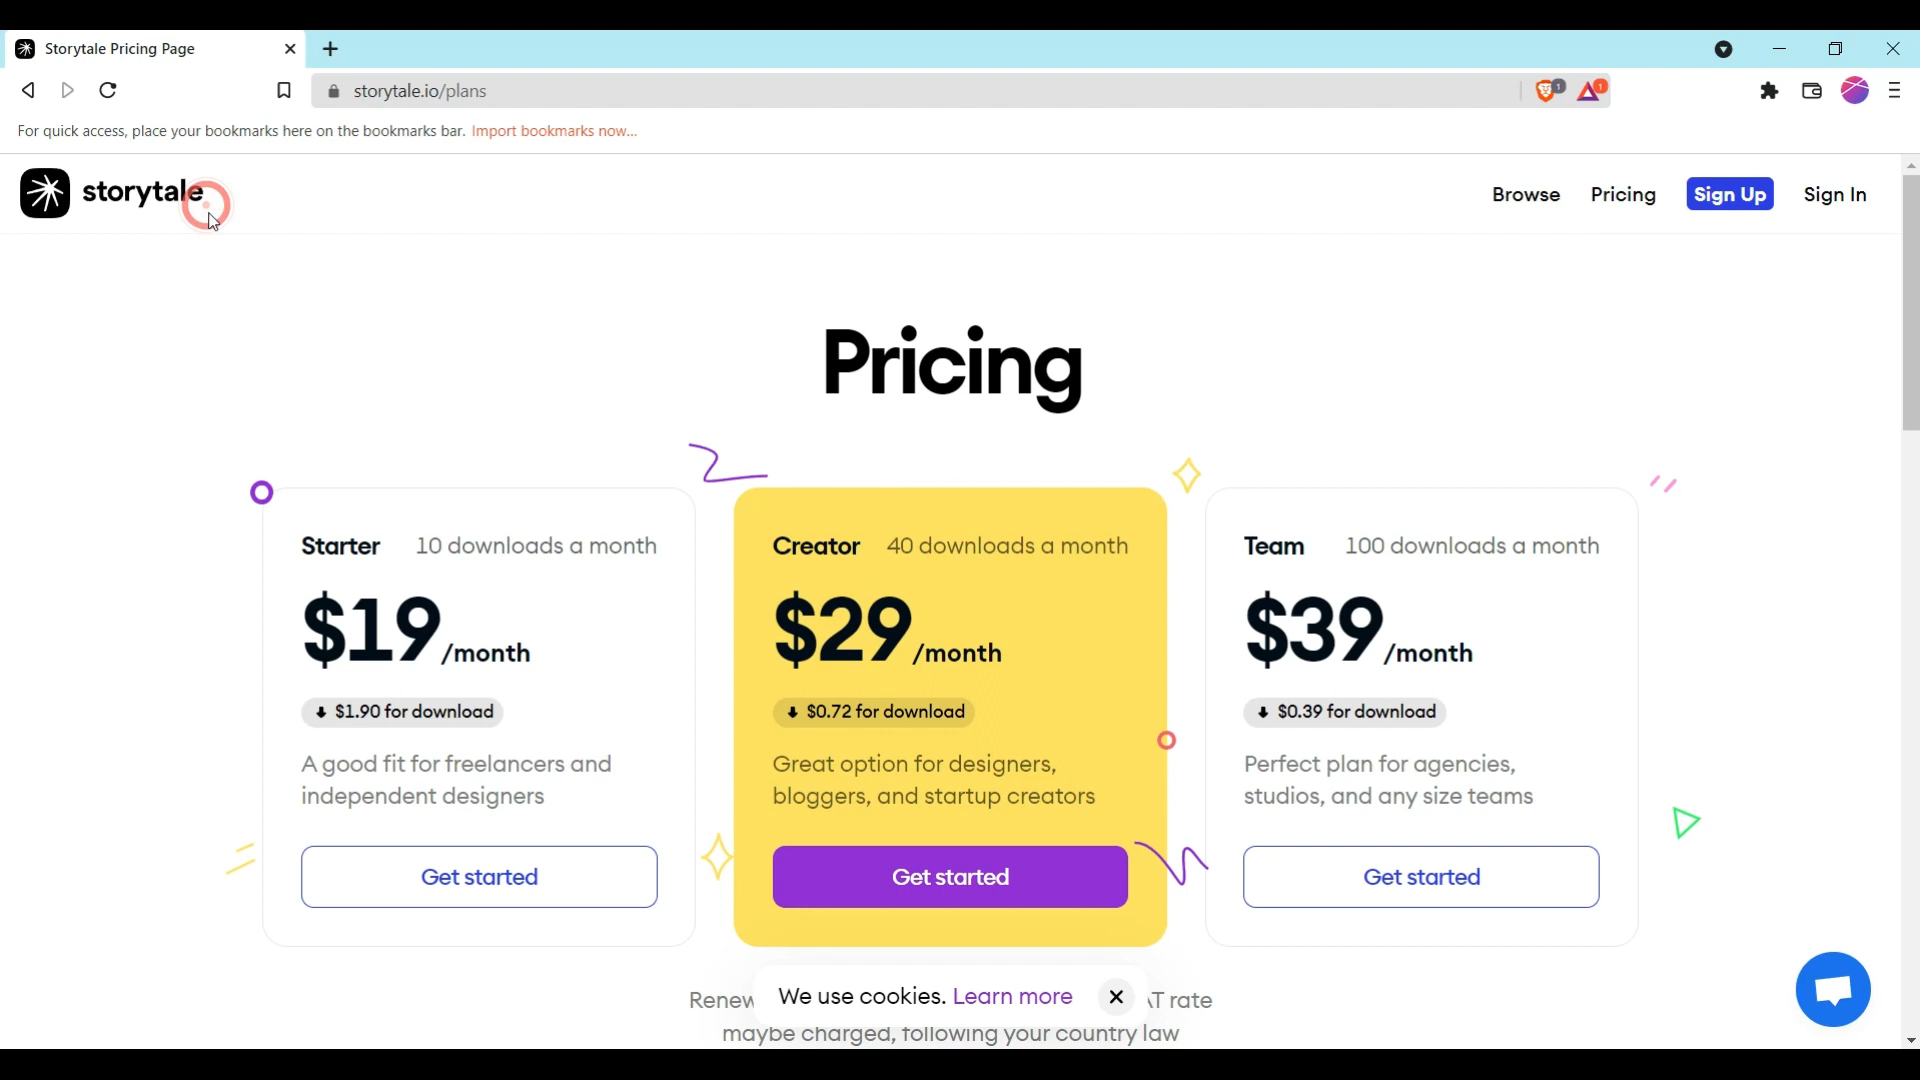 Storytale Pricing Page
storytale.io/plans
1
1
For quick access, place your bookmarks here on the bookmarks bar. Import bookmarks now...
storytale
Browse
Pricing
Sign Up
Sign In
Pricing
Starter 10 downloads a month
$19/month
$1.90 for download
A good fit for freelancers and
independent designers
Get started
Creator 40 downloads a month
$29/month
$0.72 for download
Great option for designers,
bloggers, and startup creators
Get started
Team 100 downloads a month
$39/month
$0.39 for download
Perfect plan for agencies,
studios, and any size teams
Get started
We use cookies. Learn more
rate
maybe charged, following your country law